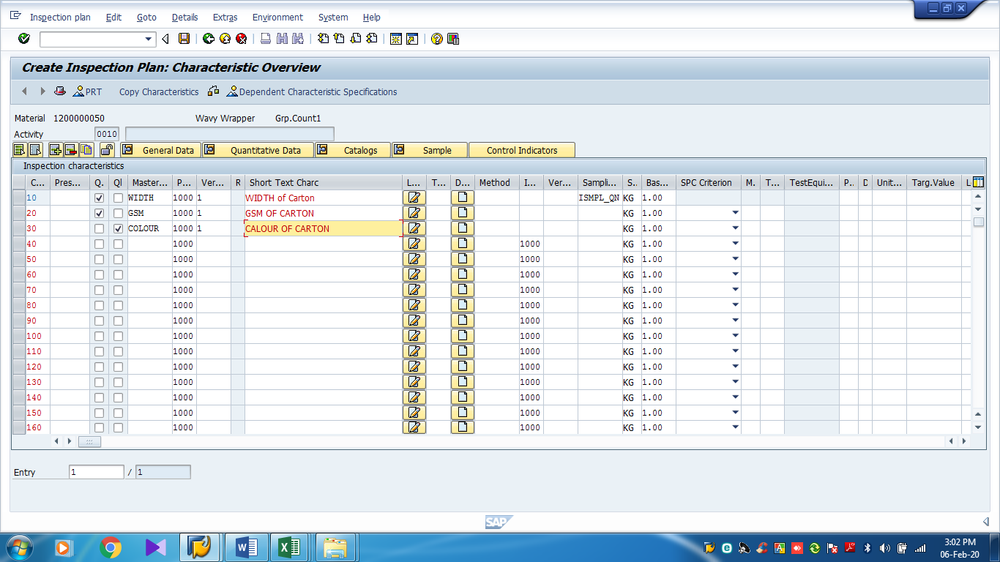 Inspection plan Edit Goto Details Extras Environment System Help
Create Inspection Plan: Characteristic Overview
PRT Copy Characteristics Dependent Characteristic Specifications
Material 1200000050 Wavy Wrapper Grp.Count1
Activity 0010
General Data Quantitative Data Catalogs Sample Control Indicators
Inspection characteristics
C... Pres... Q. Ql Master... P... Ver... R Short Text Charc L... T... D... Method I... Ver... Sampli... S.. Bas... SPC Criterion M. T... TestEqui... P.. D Unit... Targ.Value L
10 WIDTH 1000 1 WIDTH of Carton ISMPL_QN KG 1.00
20 GSM 1000 1 GSM OF CARTON KG 1.00
30 COLOUR 1000 1 CALOUR OF CARTON KG 1.00
40 1000 1000 KG 1.00
50 1000 1000 KG 1.00
60 1000 1000 KG 1.00
70 1000 1000 KG 1.00
80 1000 1000 KG 1.00
90 1000 1000 KG 1.00
100 1000 1000 KG 1.00
110 1000 1000 KG 1.00
120 1000 1000 KG 1.00
130 1000 1000 KG 1.00
140 1000 1000 KG 1.00
150 1000 1000 KG 1.00
160 1000 1000 KG 1.00
Entry 1 / 1
SAP
3:02 PM
06-Feb-20